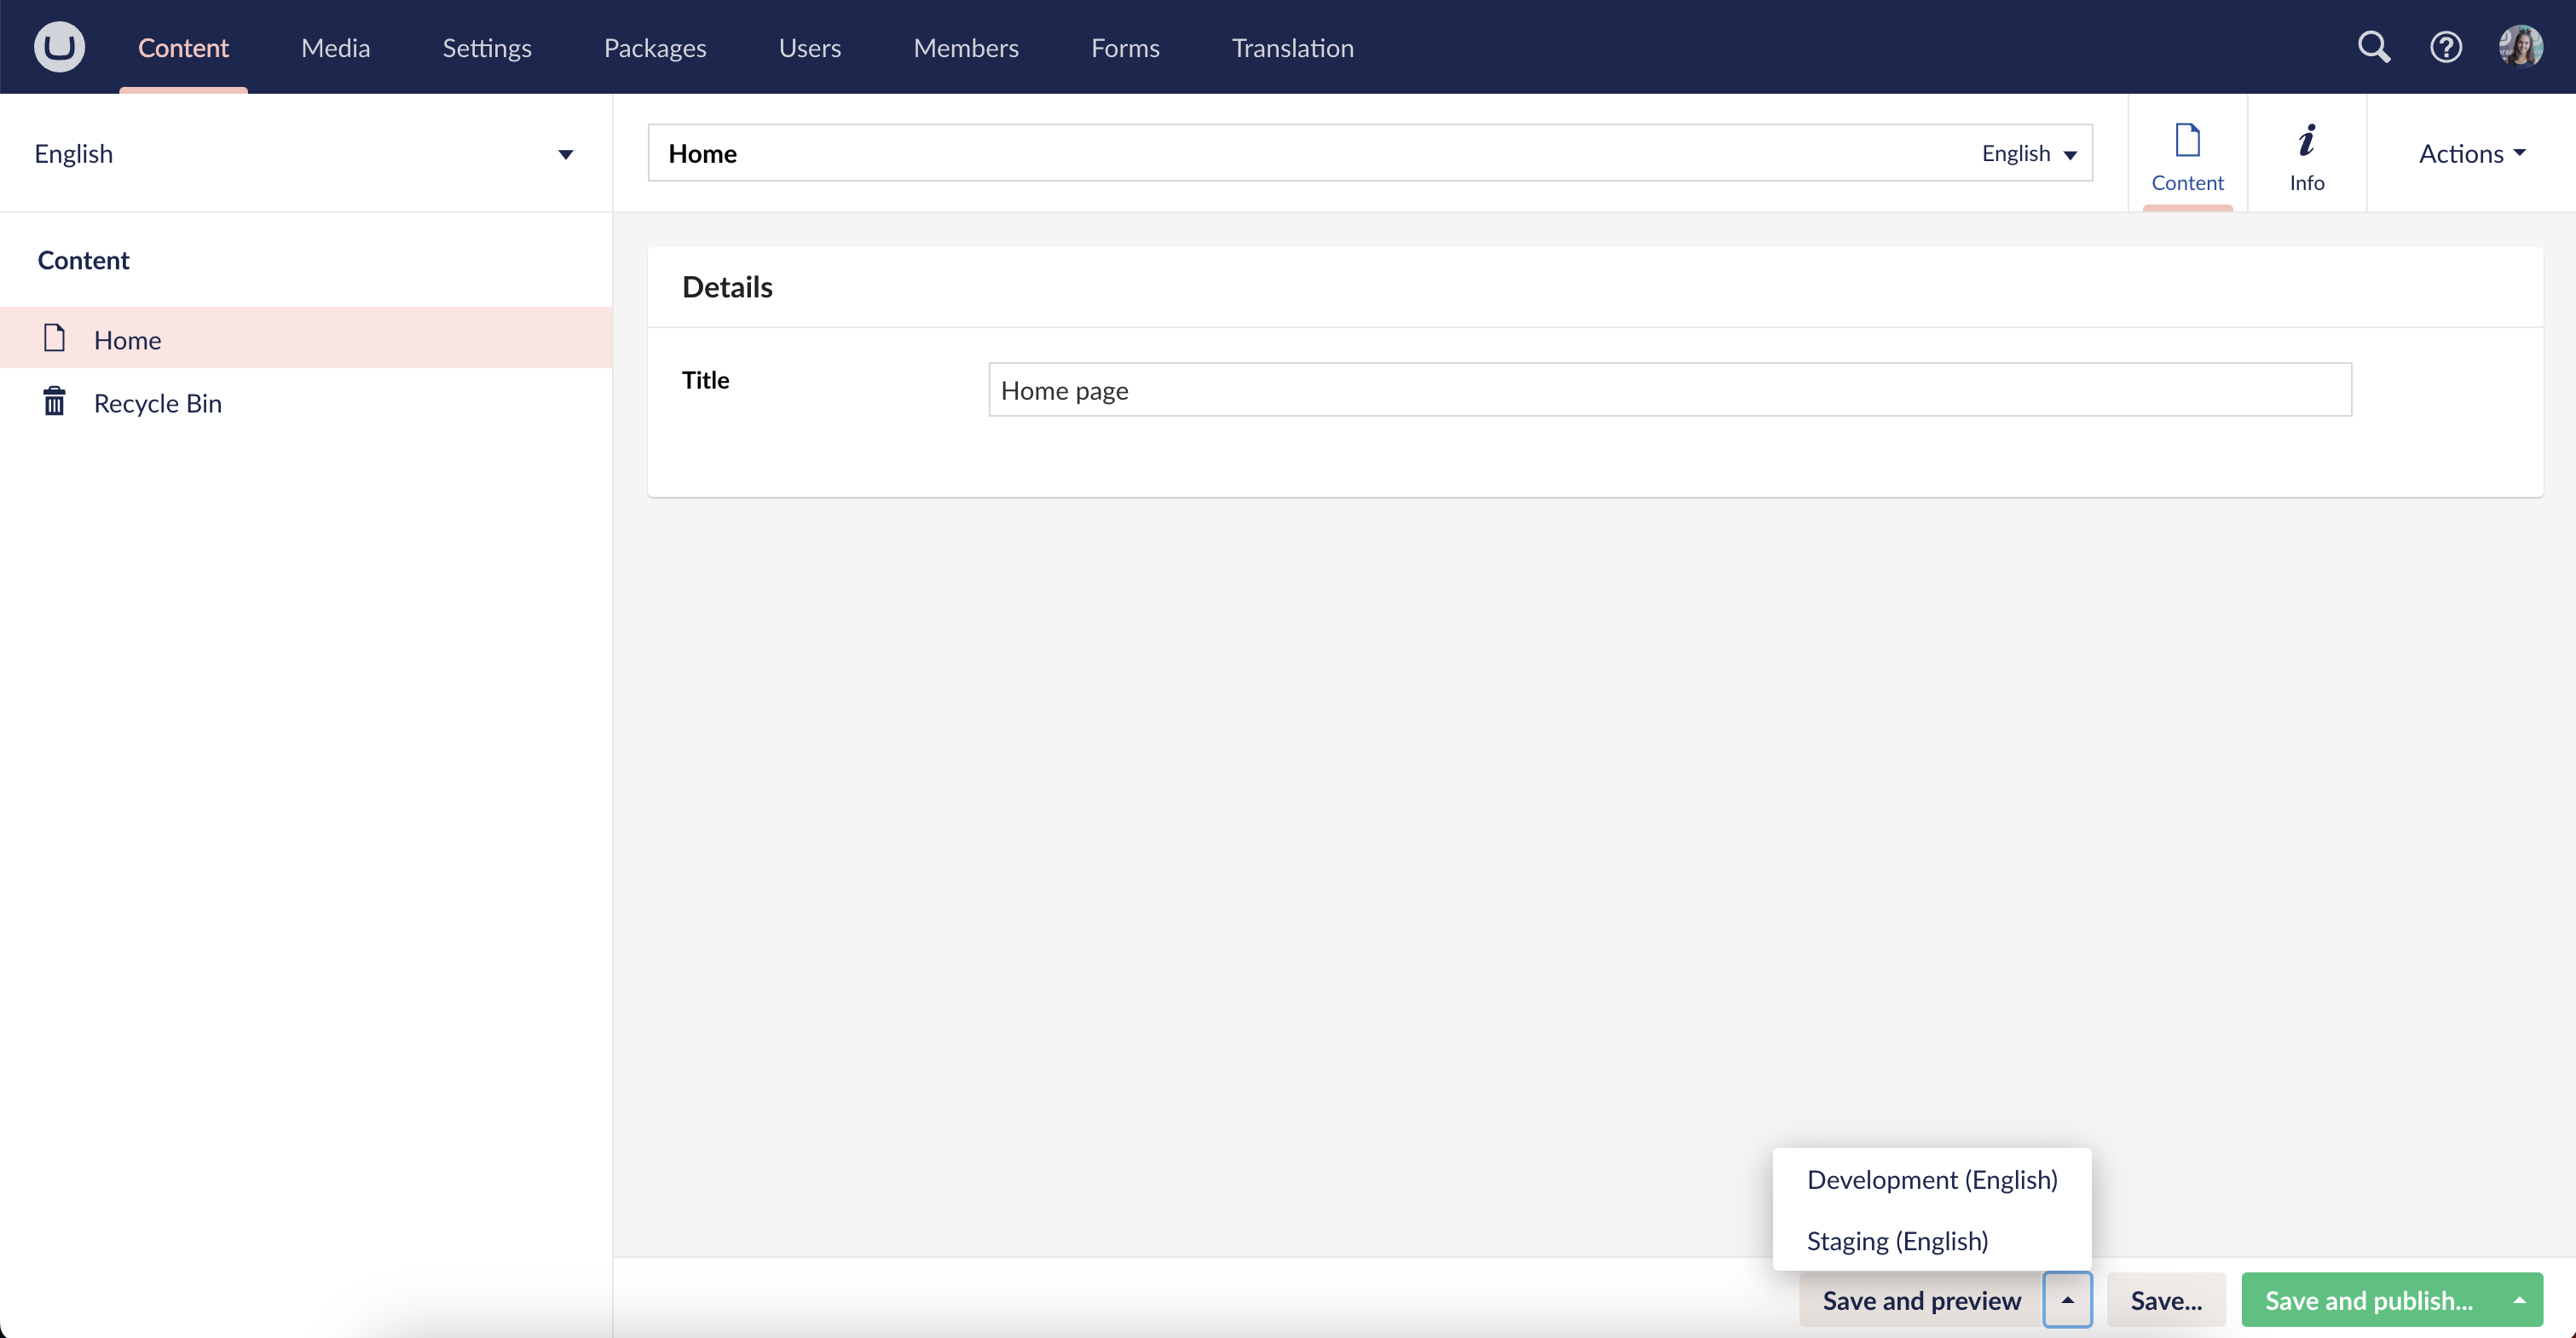 Content Media Settings Packages Users Members Forms Translation
English
Home English
Content
Info
Actions
Content
Home
Recycle Bin
Details
Title Home page
Development (English)
Staging (English)
Save and preview Save... Save and publish...